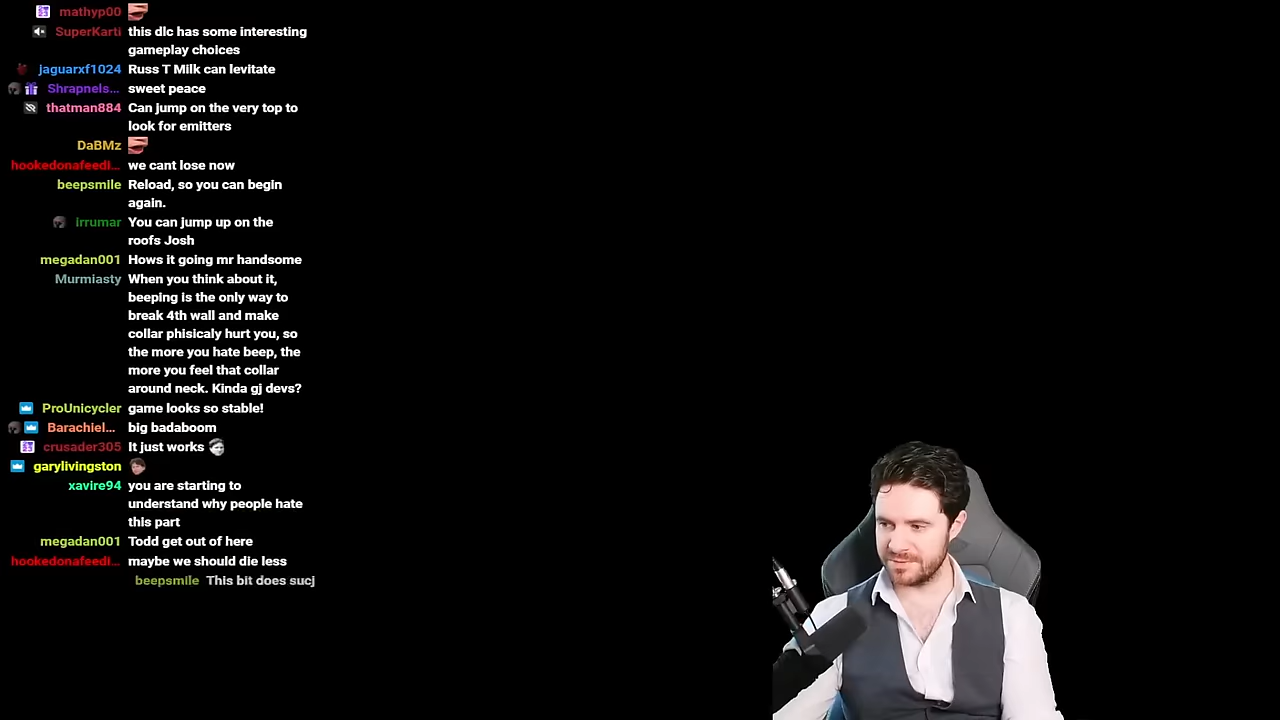 mathyp00
SuperKarti this dlc has some interesting
gameplay choices
jaguarxf1024 Russ T Milk can levitate
Shrapnels... sweet peace
thatman884 Can jump on the very top to
look for emitters
DaBMz
hookedonafeedi... we cant lose now
beepsmile Reload, so you can begin
again.
irrumar You can jump up on the
roofs Josh
megadan001 Hows it going mr handsome
Murmiasty When you think about it,
beeping is the only way to
break 4th wall and make
collar phisicaly hurt you, so
the more you hate beep, the
more you feel that collar
around neck. Kinda gj devs?
ProUnicycler game looks so stable!
Barachiel... big badaboom
crusader305 It just works
garylivingston
xavire94 you are starting to
understand why people hate
this part
megadan001 Todd get out of here
hookedonafeedi... maybe we should die less
beepsmile This bit does sucj